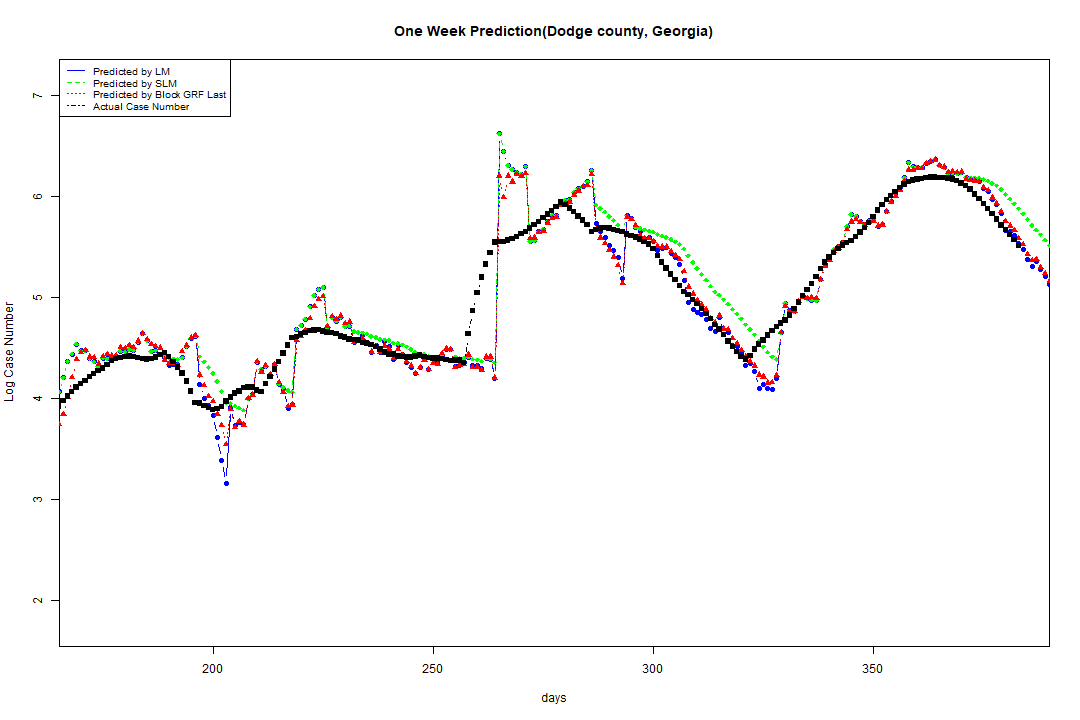 One Week Prediction(Dodge county, Georgia)
Predicted by LM
Predicted by SLM
Predicted by Block GRF Last
Actual Case Number
7
6
5
4
3
2
Log Case Number
200
250
300
350
days